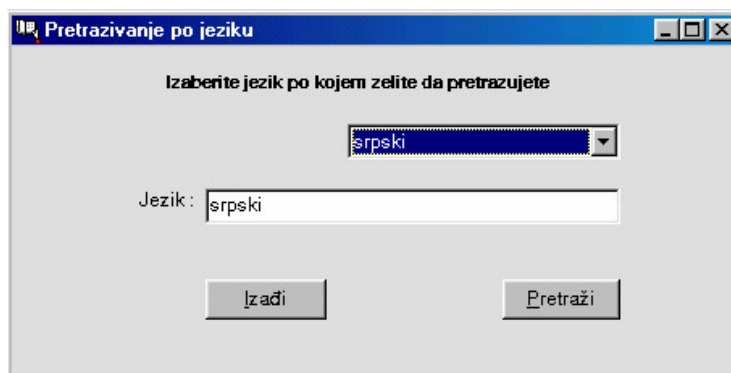 Pretrazivanje po jeziku
Izaberite jezik po kojem zelite da pretrazujete
srpski
Jezik : srpski
Izađi Pretraži